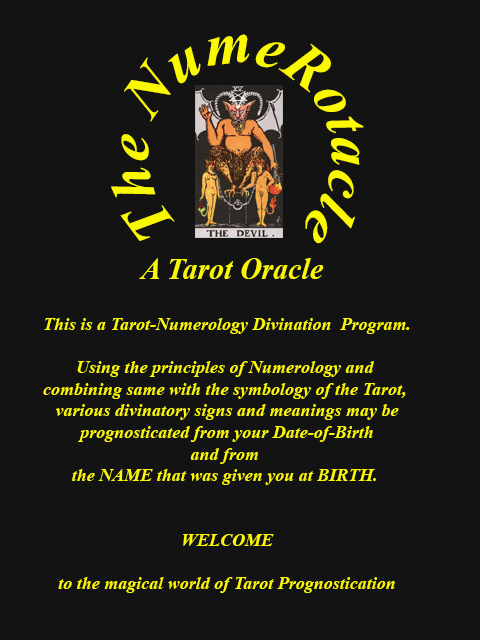 The NumeRotacle
XV
THE DEVIL.
A Tarot Oracle
This is a Tarot-Numerology Divination Program.
Using the principles of Numerology and
combining same with the symbology of the Tarot,
various divinatory signs and meanings may be
prognosticated from your Date-of-Birth
and from
the NAME that was given you at BIRTH.
WELCOME
to the magical world of Tarot Prognostication